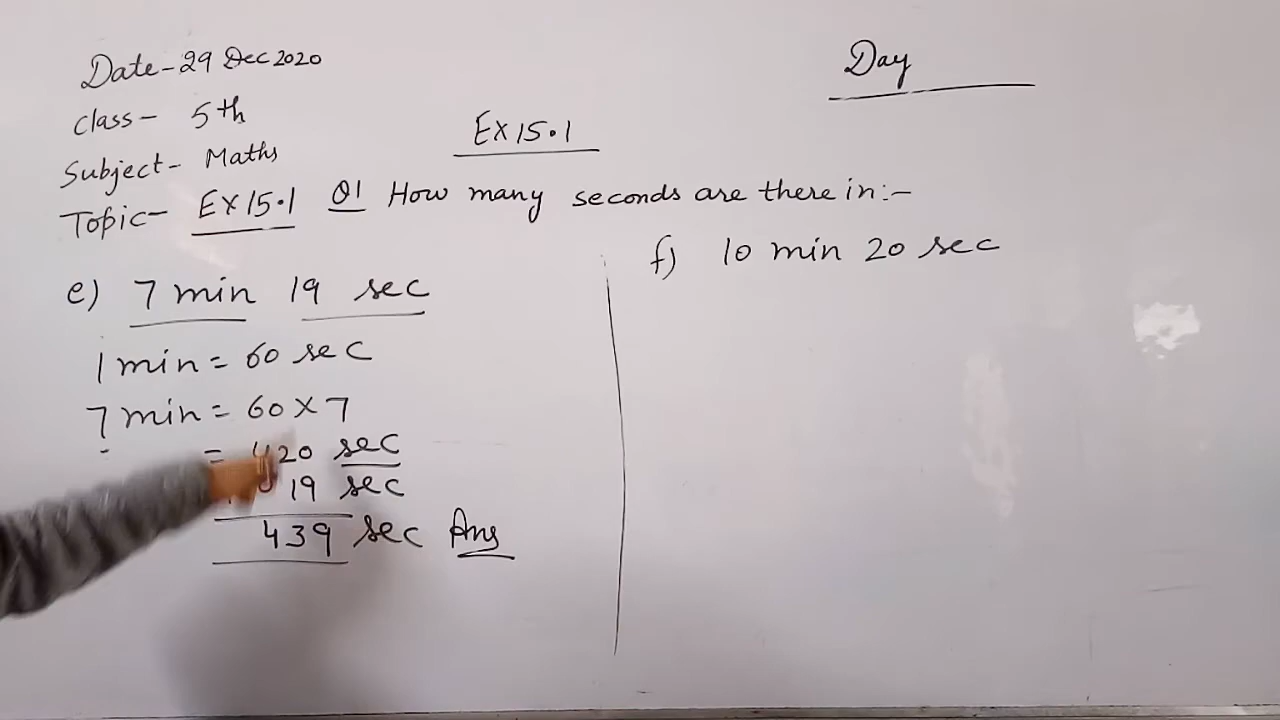 Date-29 Dec 2020
Day
Class- 5th
Ex 15.1
Subject- Maths
Topic- Ex 15.1 Q1 How many seconds are there in:-
e) 7 min 19 sec
1 min = 60 sec
7 min = 60 x 7
= 420 sec
19 sec
439 sec Ans
f) 10 min 20 sec